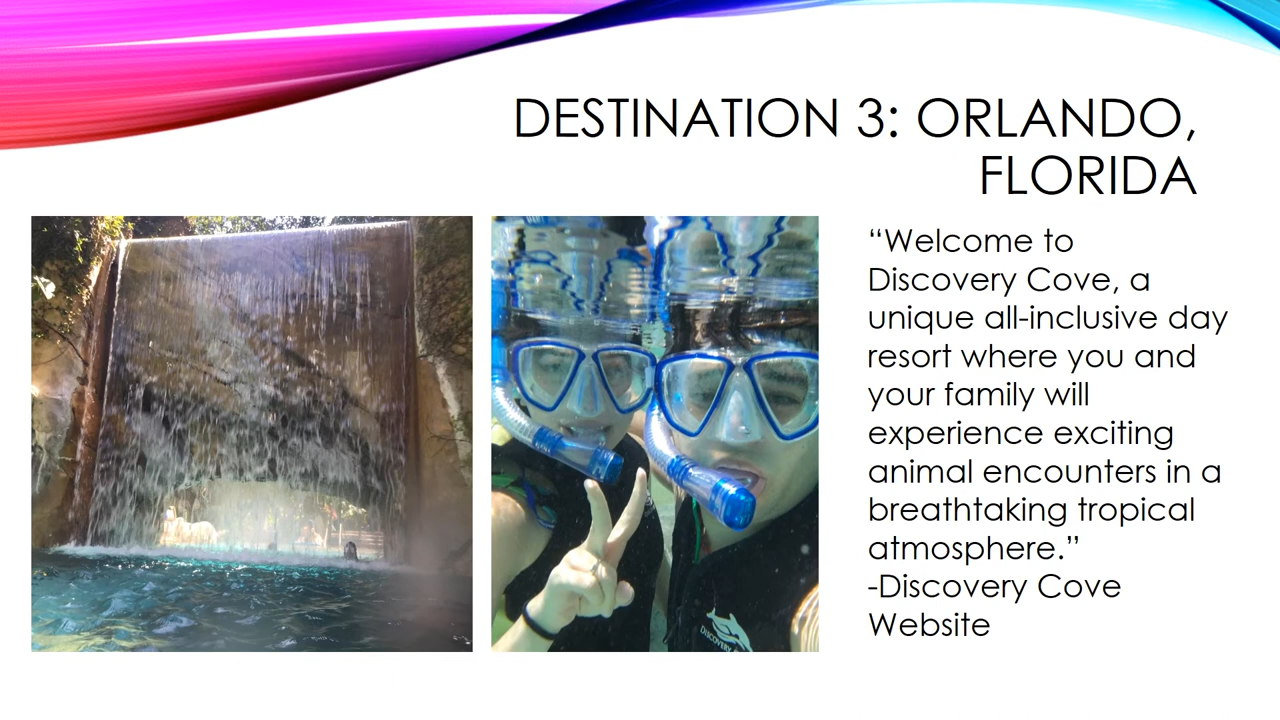 DESTINATION 3: ORLANDO,
FLORIDA
“Welcome to
Discovery Cove, a
unique all-inclusive day
resort where you and
your family will
experience exciting
animal encounters in a
breathtaking tropical
atmosphere.”
-Discovery Cove
Website
DISCOVERY